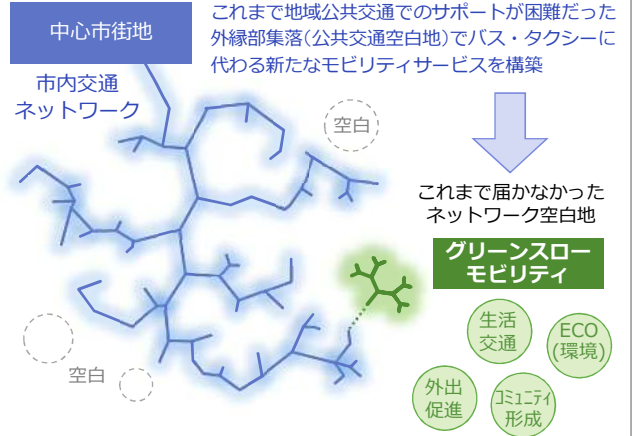 中心市街地
これまで地域公共交通でのサポートが困難だった
外縁部集落(公共交通空白地)でバス・タクシーに
代わる新たなモビリティサービスを構築
市内交通
ネットワーク
空白
これまで届かなかった
ネットワーク空白地
グリーンスロー
モビリティ
生活
交通
ECO
(環境)
空白
外出
促進
ｺﾐｭﾆﾃｨ
形成